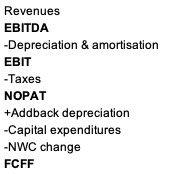 Revenues
EBITDA
-Depreciation & amortisation
EBIT
-Taxes
NOPAT
+Addback depreciation
-Capital expenditures
-NWC change
FCFF